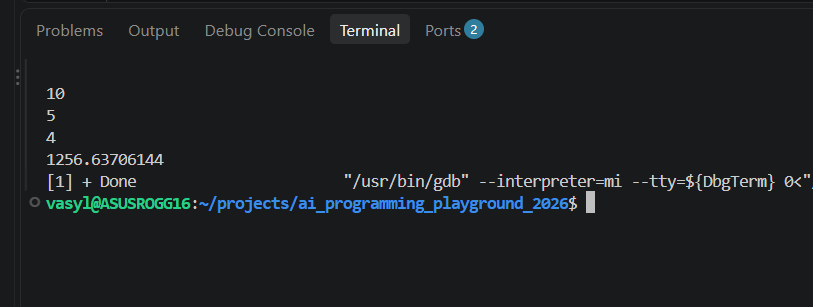 Problems Output Debug Console Terminal Ports 2
10
5
4
1256.63706144
[1] + Done "/usr/bin/gdb" --interpreter=mi --tty=${DbgTerm} 0<"/
vasyl@ASUSROGG16:~/projects/ai_programming_playground_2026$